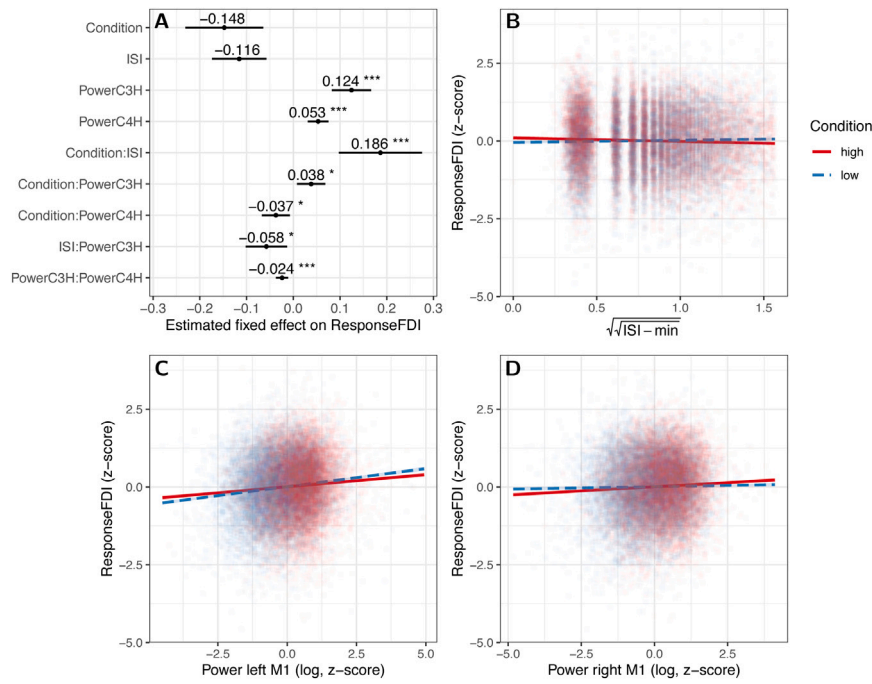 A
Condition
−0.148
ISI
−0.116
PowerC3H
0.124 ***
PowerC4H
0.053 ***
Condition:ISI
0.186 ***
Condition:PowerC3H
0.038 *
Condition:PowerC4H
−0.037 *
ISI:PowerC3H
−0.058 *
PowerC3H:PowerC4H
−0.024 ***
−0.3 −0.2 −0.1 0.0 0.1 0.2 0.3
Estimated fixed effect on ResponseFDI
B
ResponseFDI (z−score)
2.5
0.0
−2.5
−5.0
0.0 0.5 1.0 1.5
√√ISI − min
Condition
high
low
C
ResponseFDI (z−score)
2.5
0.0
−2.5
−5.0
−2.5 0.0 2.5 5.0
Power left M1 (log, z−score)
D
ResponseFDI (z−score)
2.5
0.0
−2.5
−5.0
−5.0 −2.5 0.0 2.5
Power right M1 (log, z−score)